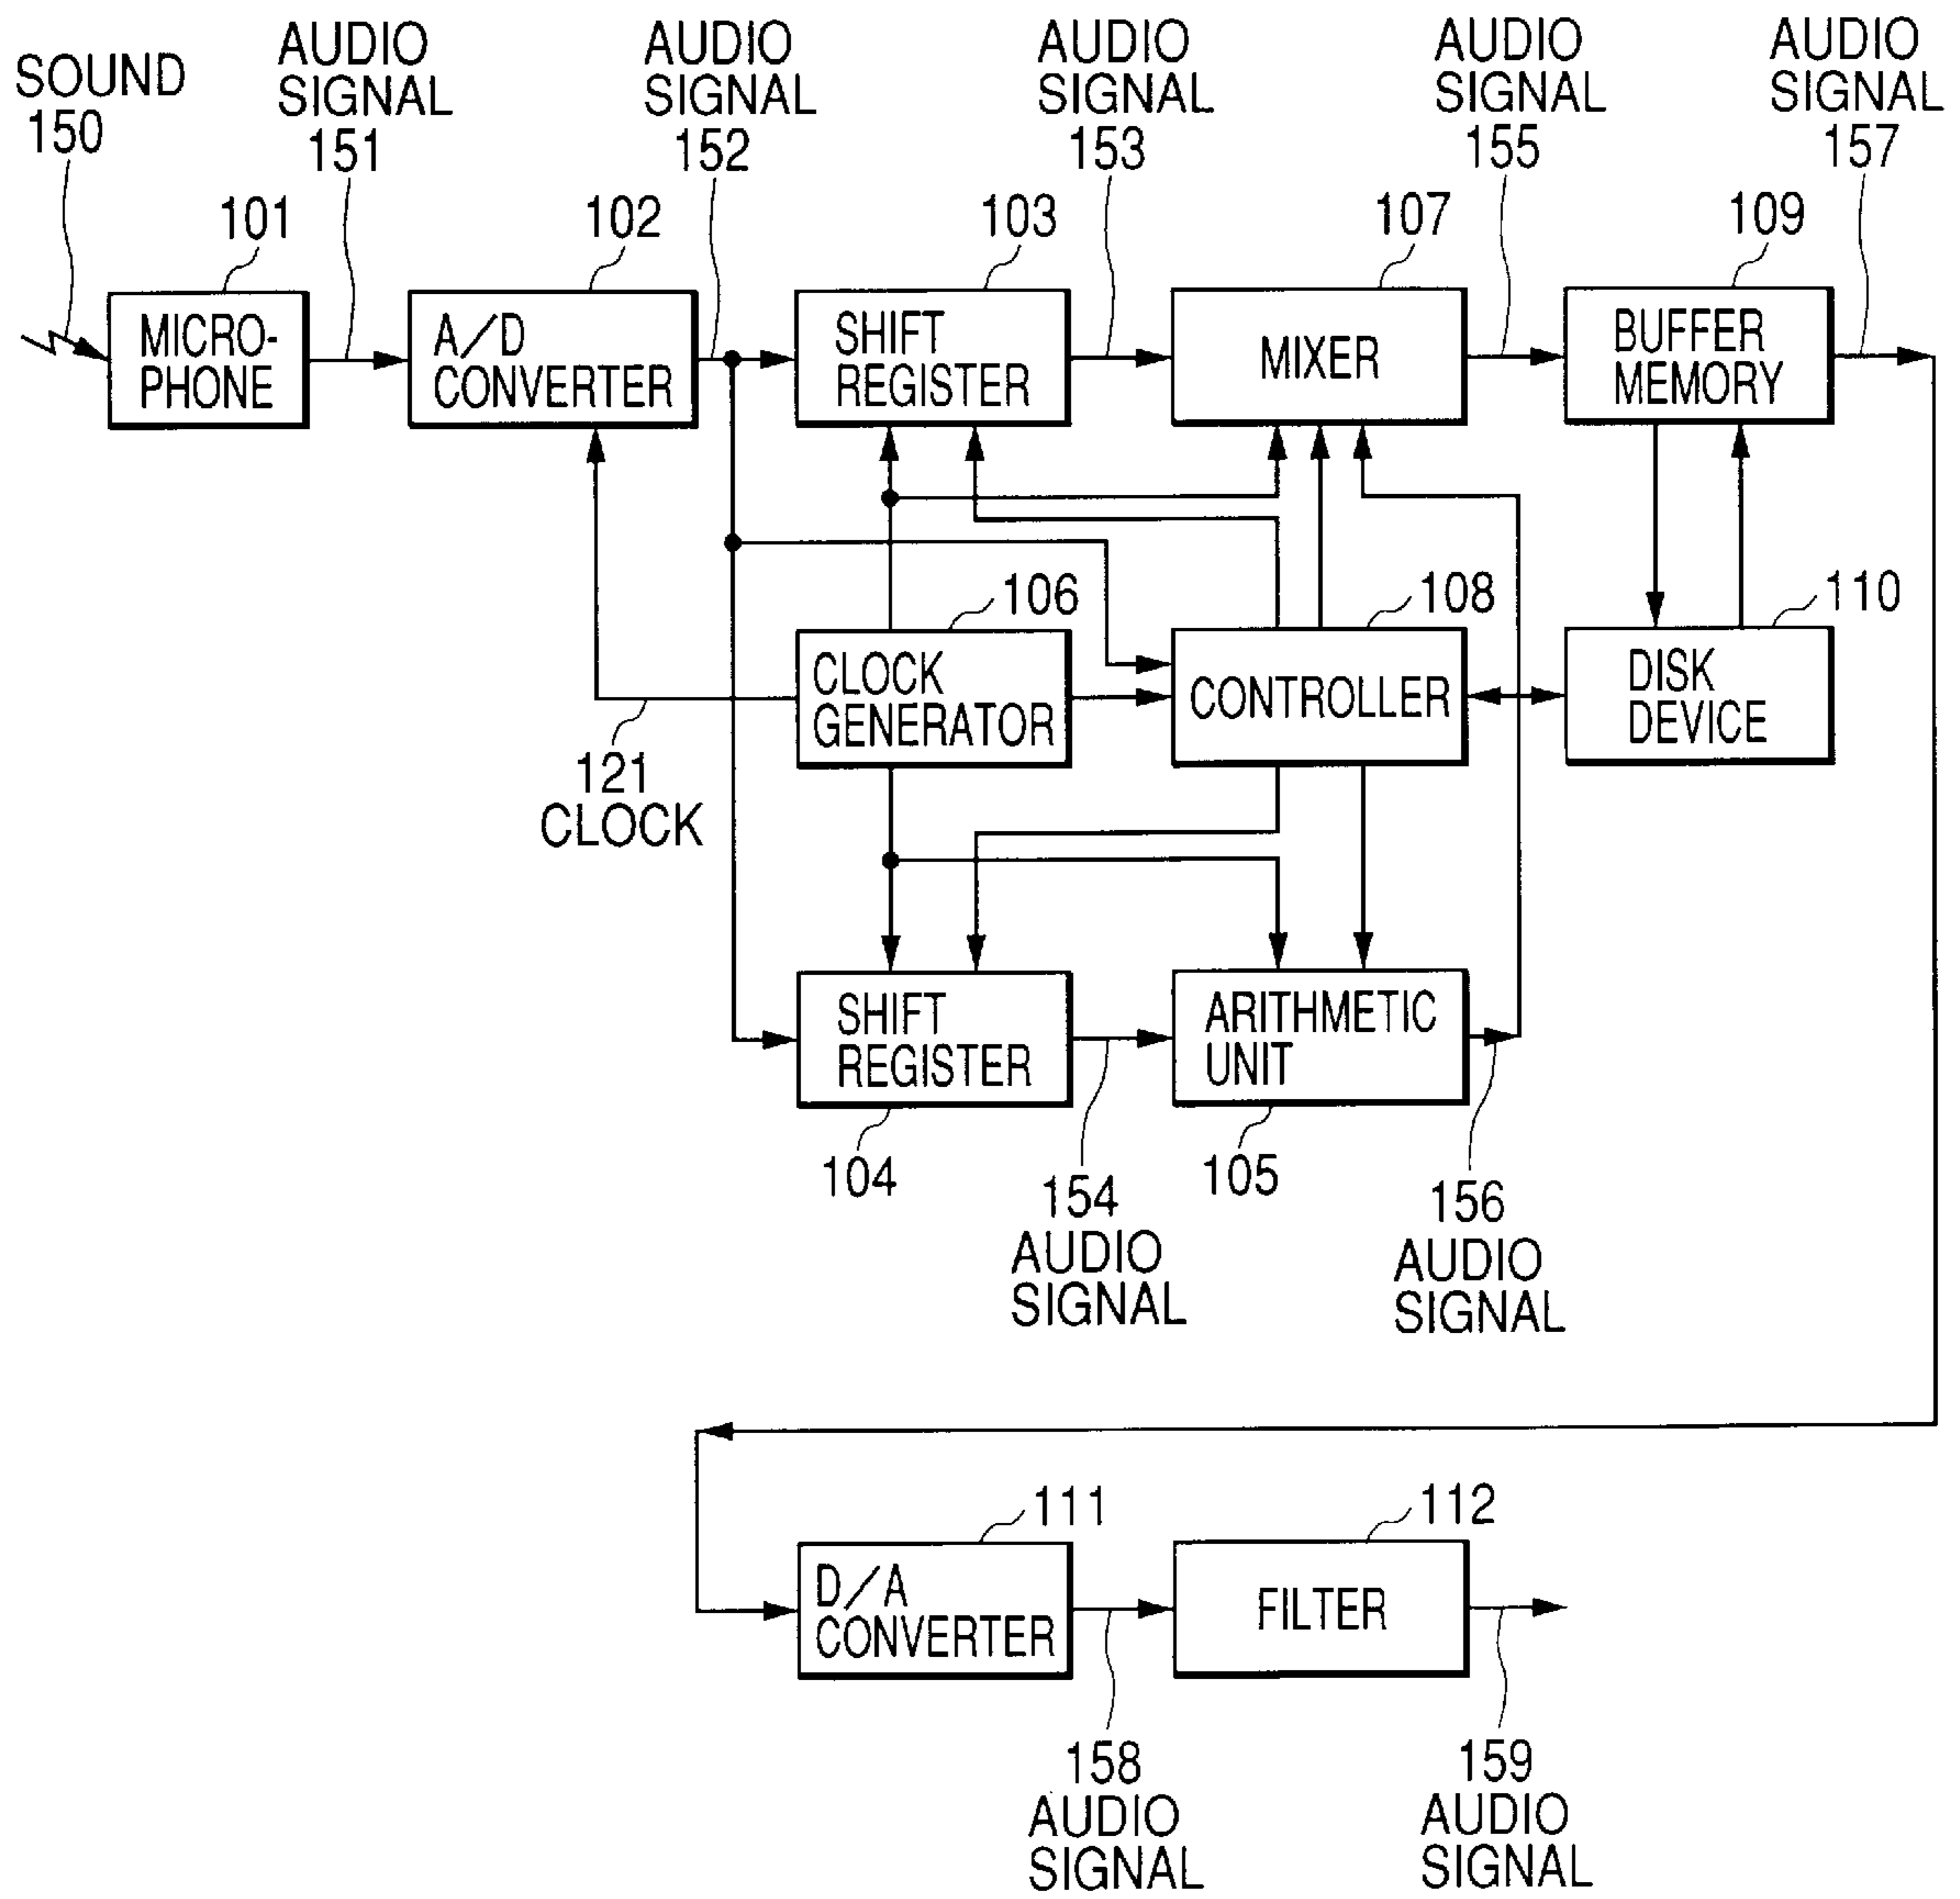 SOUND
150
AUDIO
SIGNAL
151
AUDIO
SIGNAL
152
AUDIO
SIGNAL
153
AUDIO
SIGNAL
155
AUDIO
SIGNAL
157
101
102
103
107
109
MICRO-
PHONE
A/D
CONVERTER
SHIFT
REGISTER
MIXER
BUFFER
MEMORY
106
108
110
CLOCK
GENERATOR
CONTROLLER
DISK
DEVICE
121
CLOCK
SHIFT
REGISTER
ARITHMETIC
UNIT
104
154
AUDIO
SIGNAL
105
156
AUDIO
SIGNAL
111
112
D/A
CONVERTER
FILTER
158
AUDIO
SIGNAL
159
AUDIO
SIGNAL